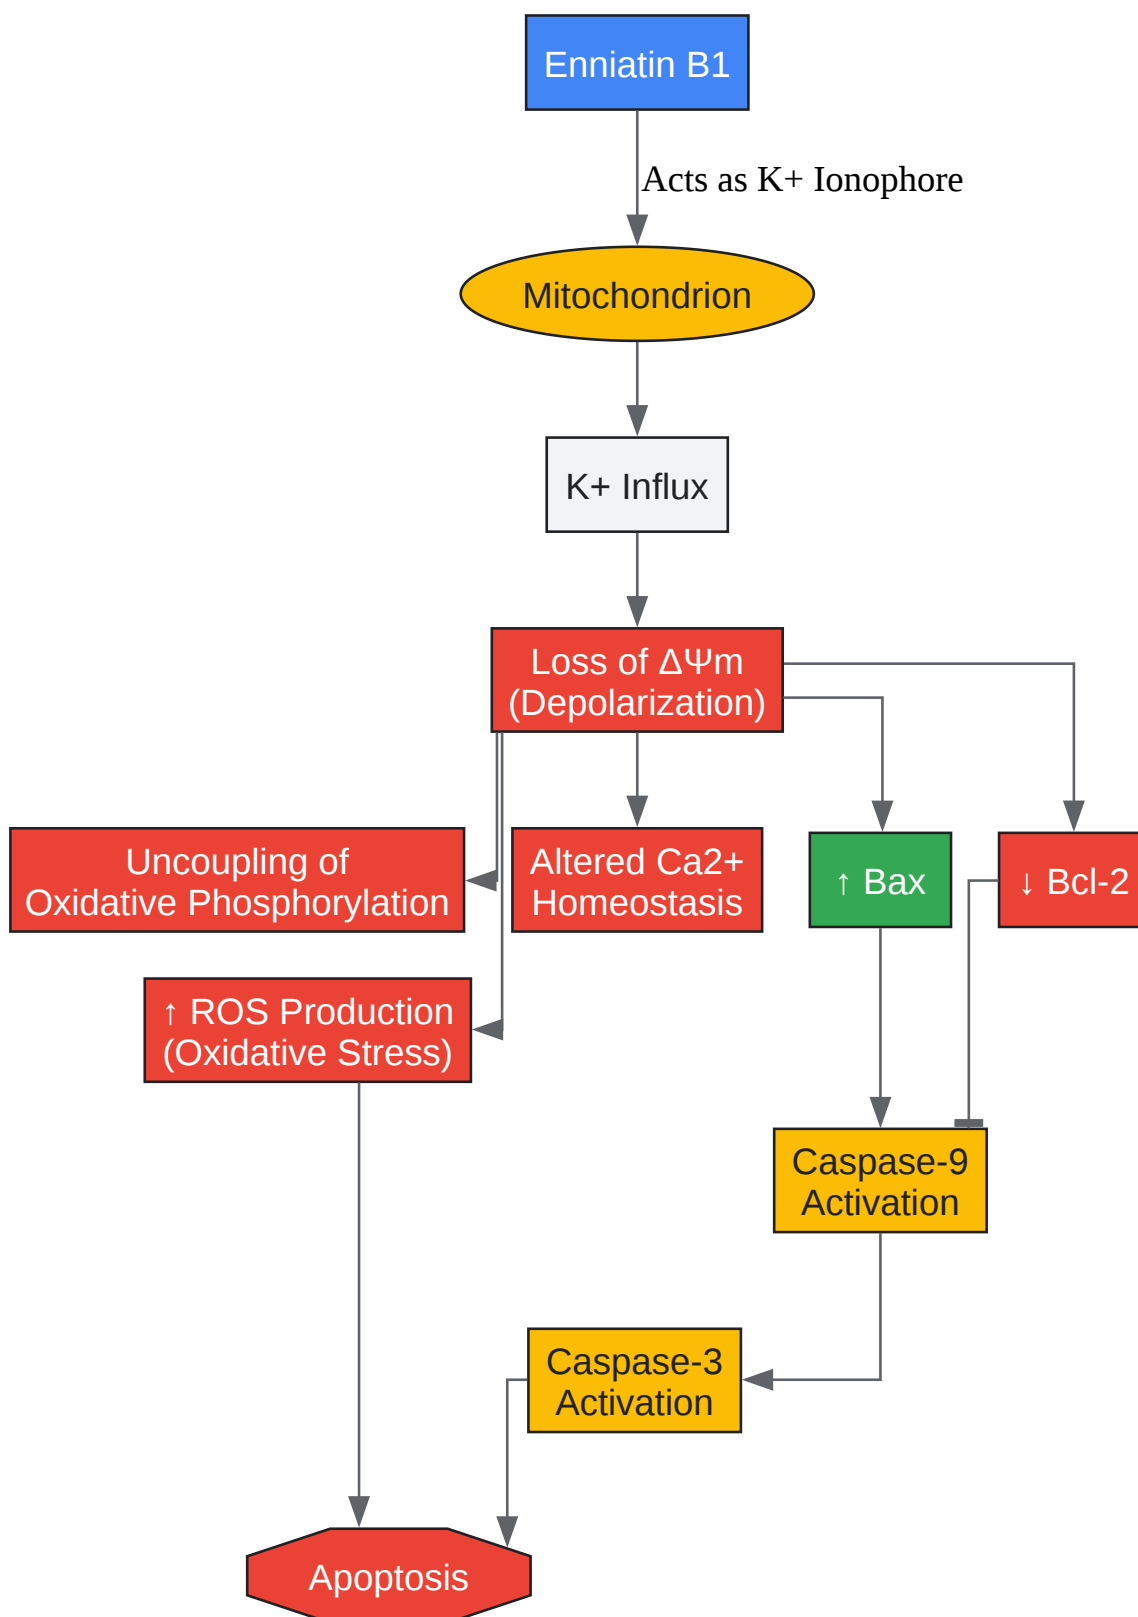 Enniatin B1
Acts as K+ Ionophore
Mitochondrion
K+ Influx
Loss of ΔΨm
(Depolarization)
Uncoupling of
Oxidative Phosphorylation
Altered Ca2+
Homeostasis
↑ Bax
↓ Bcl-2
↑ ROS Production
(Oxidative Stress)
Caspase-9
Activation
Caspase-3
Activation
Apoptosis